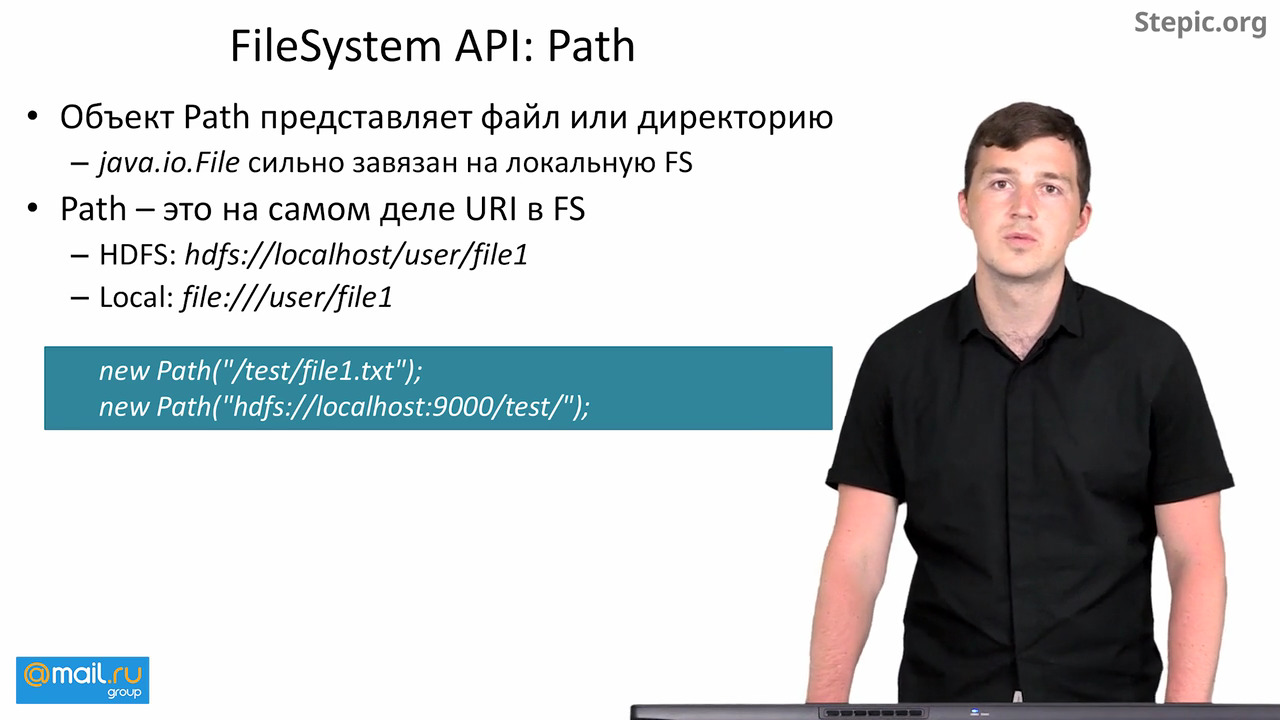 Stepic.org
FileSystem API: Path
• Объект Path представляет файл или директорию
– java.io.File сильно завязан на локальную FS
• Path – это на самом деле URI в FS
– HDFS: hdfs://localhost/user/file1
– Local: file:///user/file1
new Path("/test/file1.txt");
new Path("hdfs://localhost:9000/test/");
@mail.ru
group